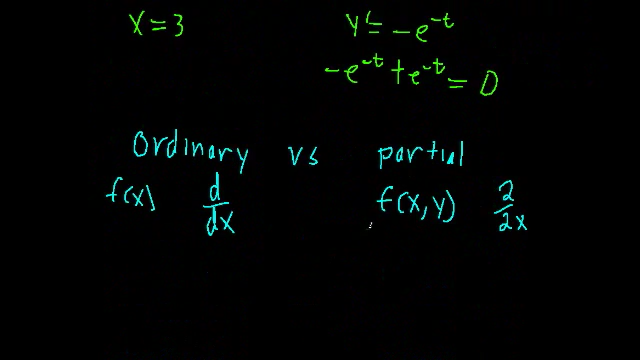 X = 3
Y' = -e^{-t}
-e^{-t} + e^{-t} = 0
Ordinary vs partial
f(x) d/dx f(x, y) ∂/∂x